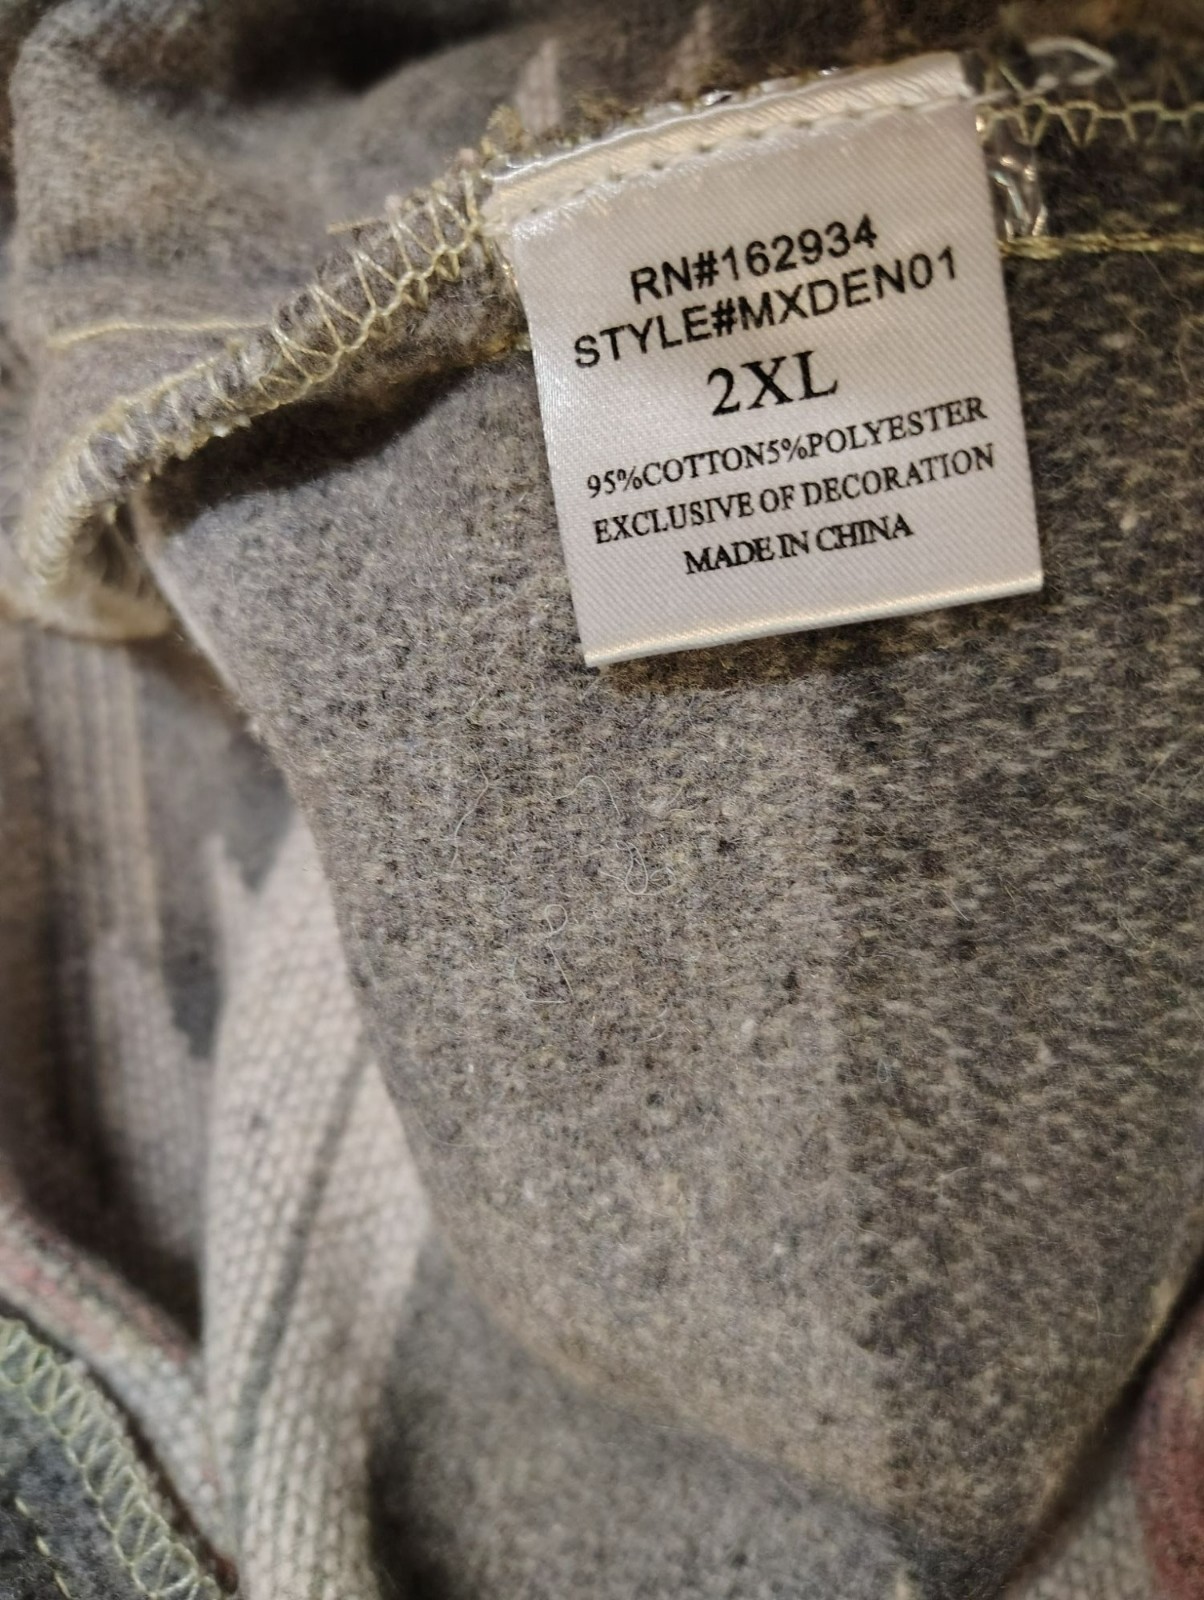 RN#162934
STYLE#MXDEN01
2XL
95%COTTON5%POLYESTER
EXCLUSIVE OF DECORATION
MADE IN CHINA